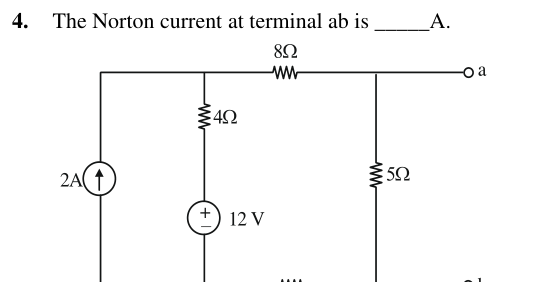 4. The Norton current at terminal ab is _____A.
8Ω
a
4Ω
2A
5Ω
+
−
12 V